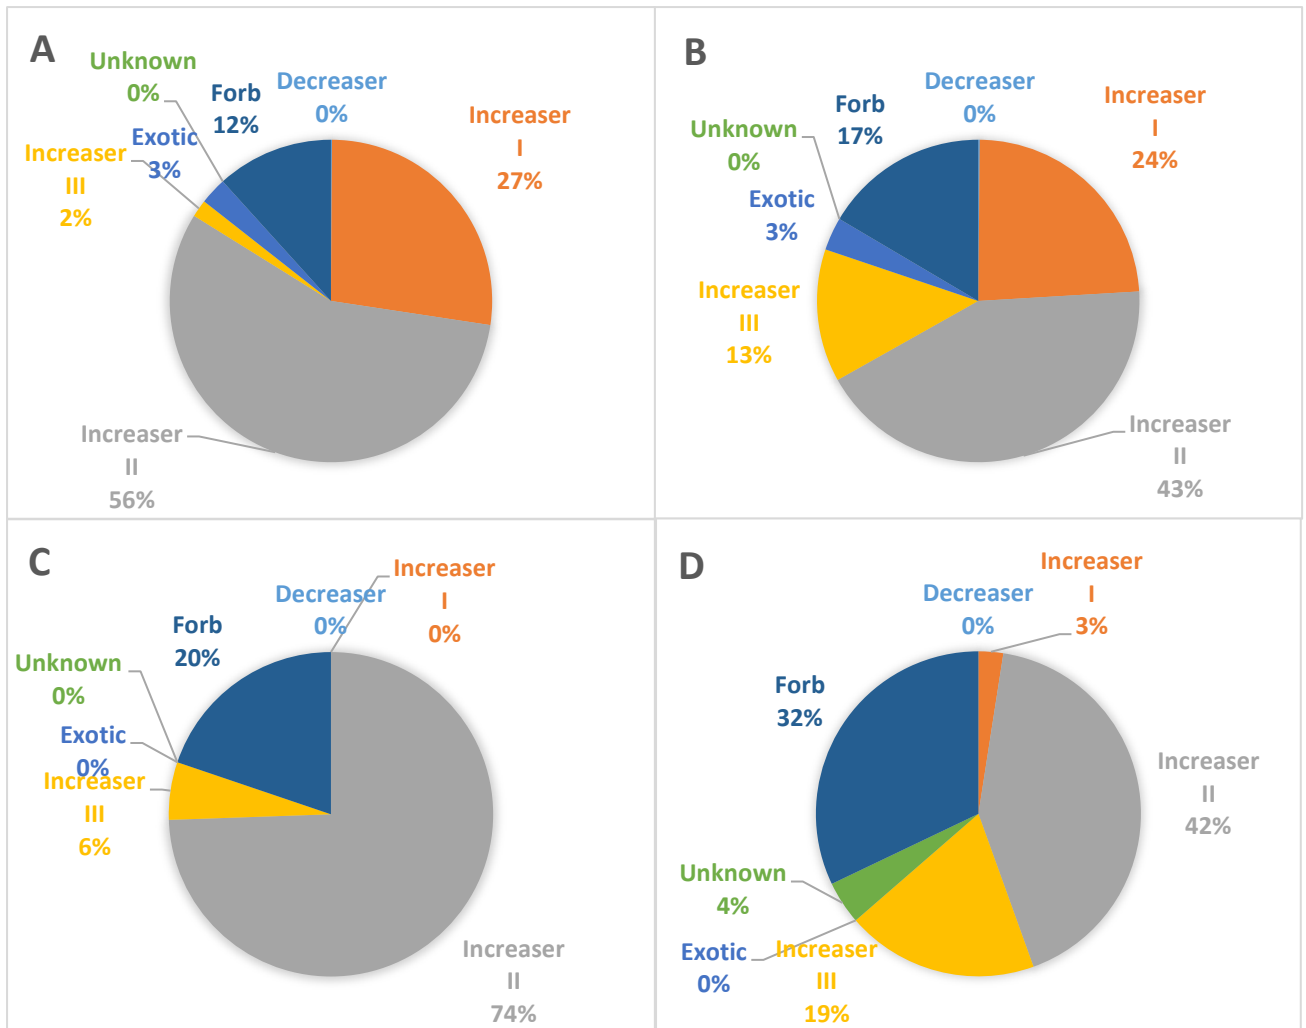 A
Unknown
0%
Forb
12%
Decreaser
0%
Increaser
I
27%
Exotic
3%
Increaser
III
2%
Increaser
II
56%
B
Decreaser
0%
Increaser
I
24%
Forb
17%
Unknown
0%
Exotic
3%
Increaser
III
13%
Increaser
II
43%
C
Increaser
I
0%
Decreaser
0%
Forb
20%
Unknown
0%
Exotic
0%
Increaser
III
6%
Increaser
II
74%
D
Increaser
I
3%
Decreaser
0%
Forb
32%
Increaser
II
42%
Unknown
4%
Exotic
0%
Increaser
III
19%